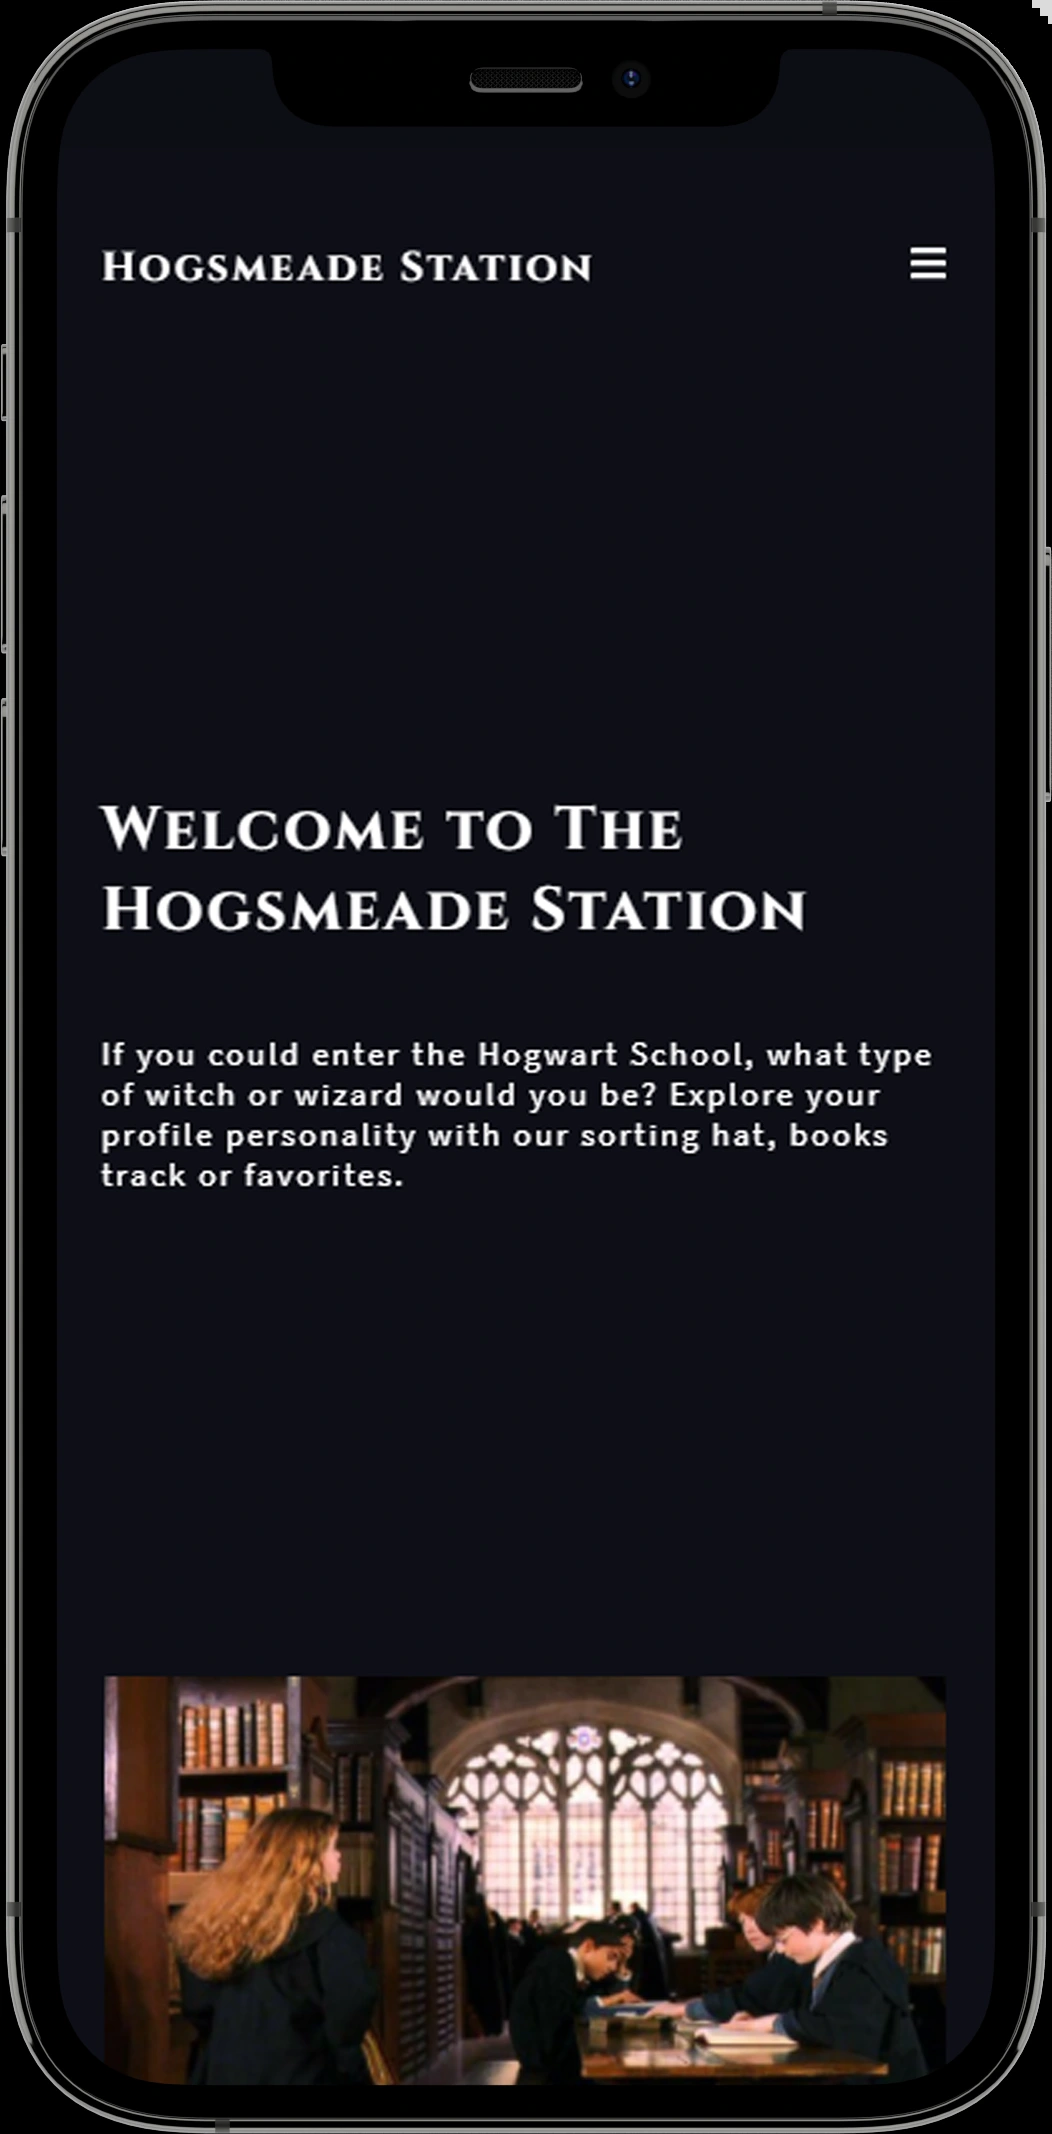 Hogsmeade Station
Welcome to The
Hogsmeade Station
If you could enter the Hogwart School, what type
of witch or wizard would you be? Explore your
profile personality with our sorting hat, books
track or favorites.